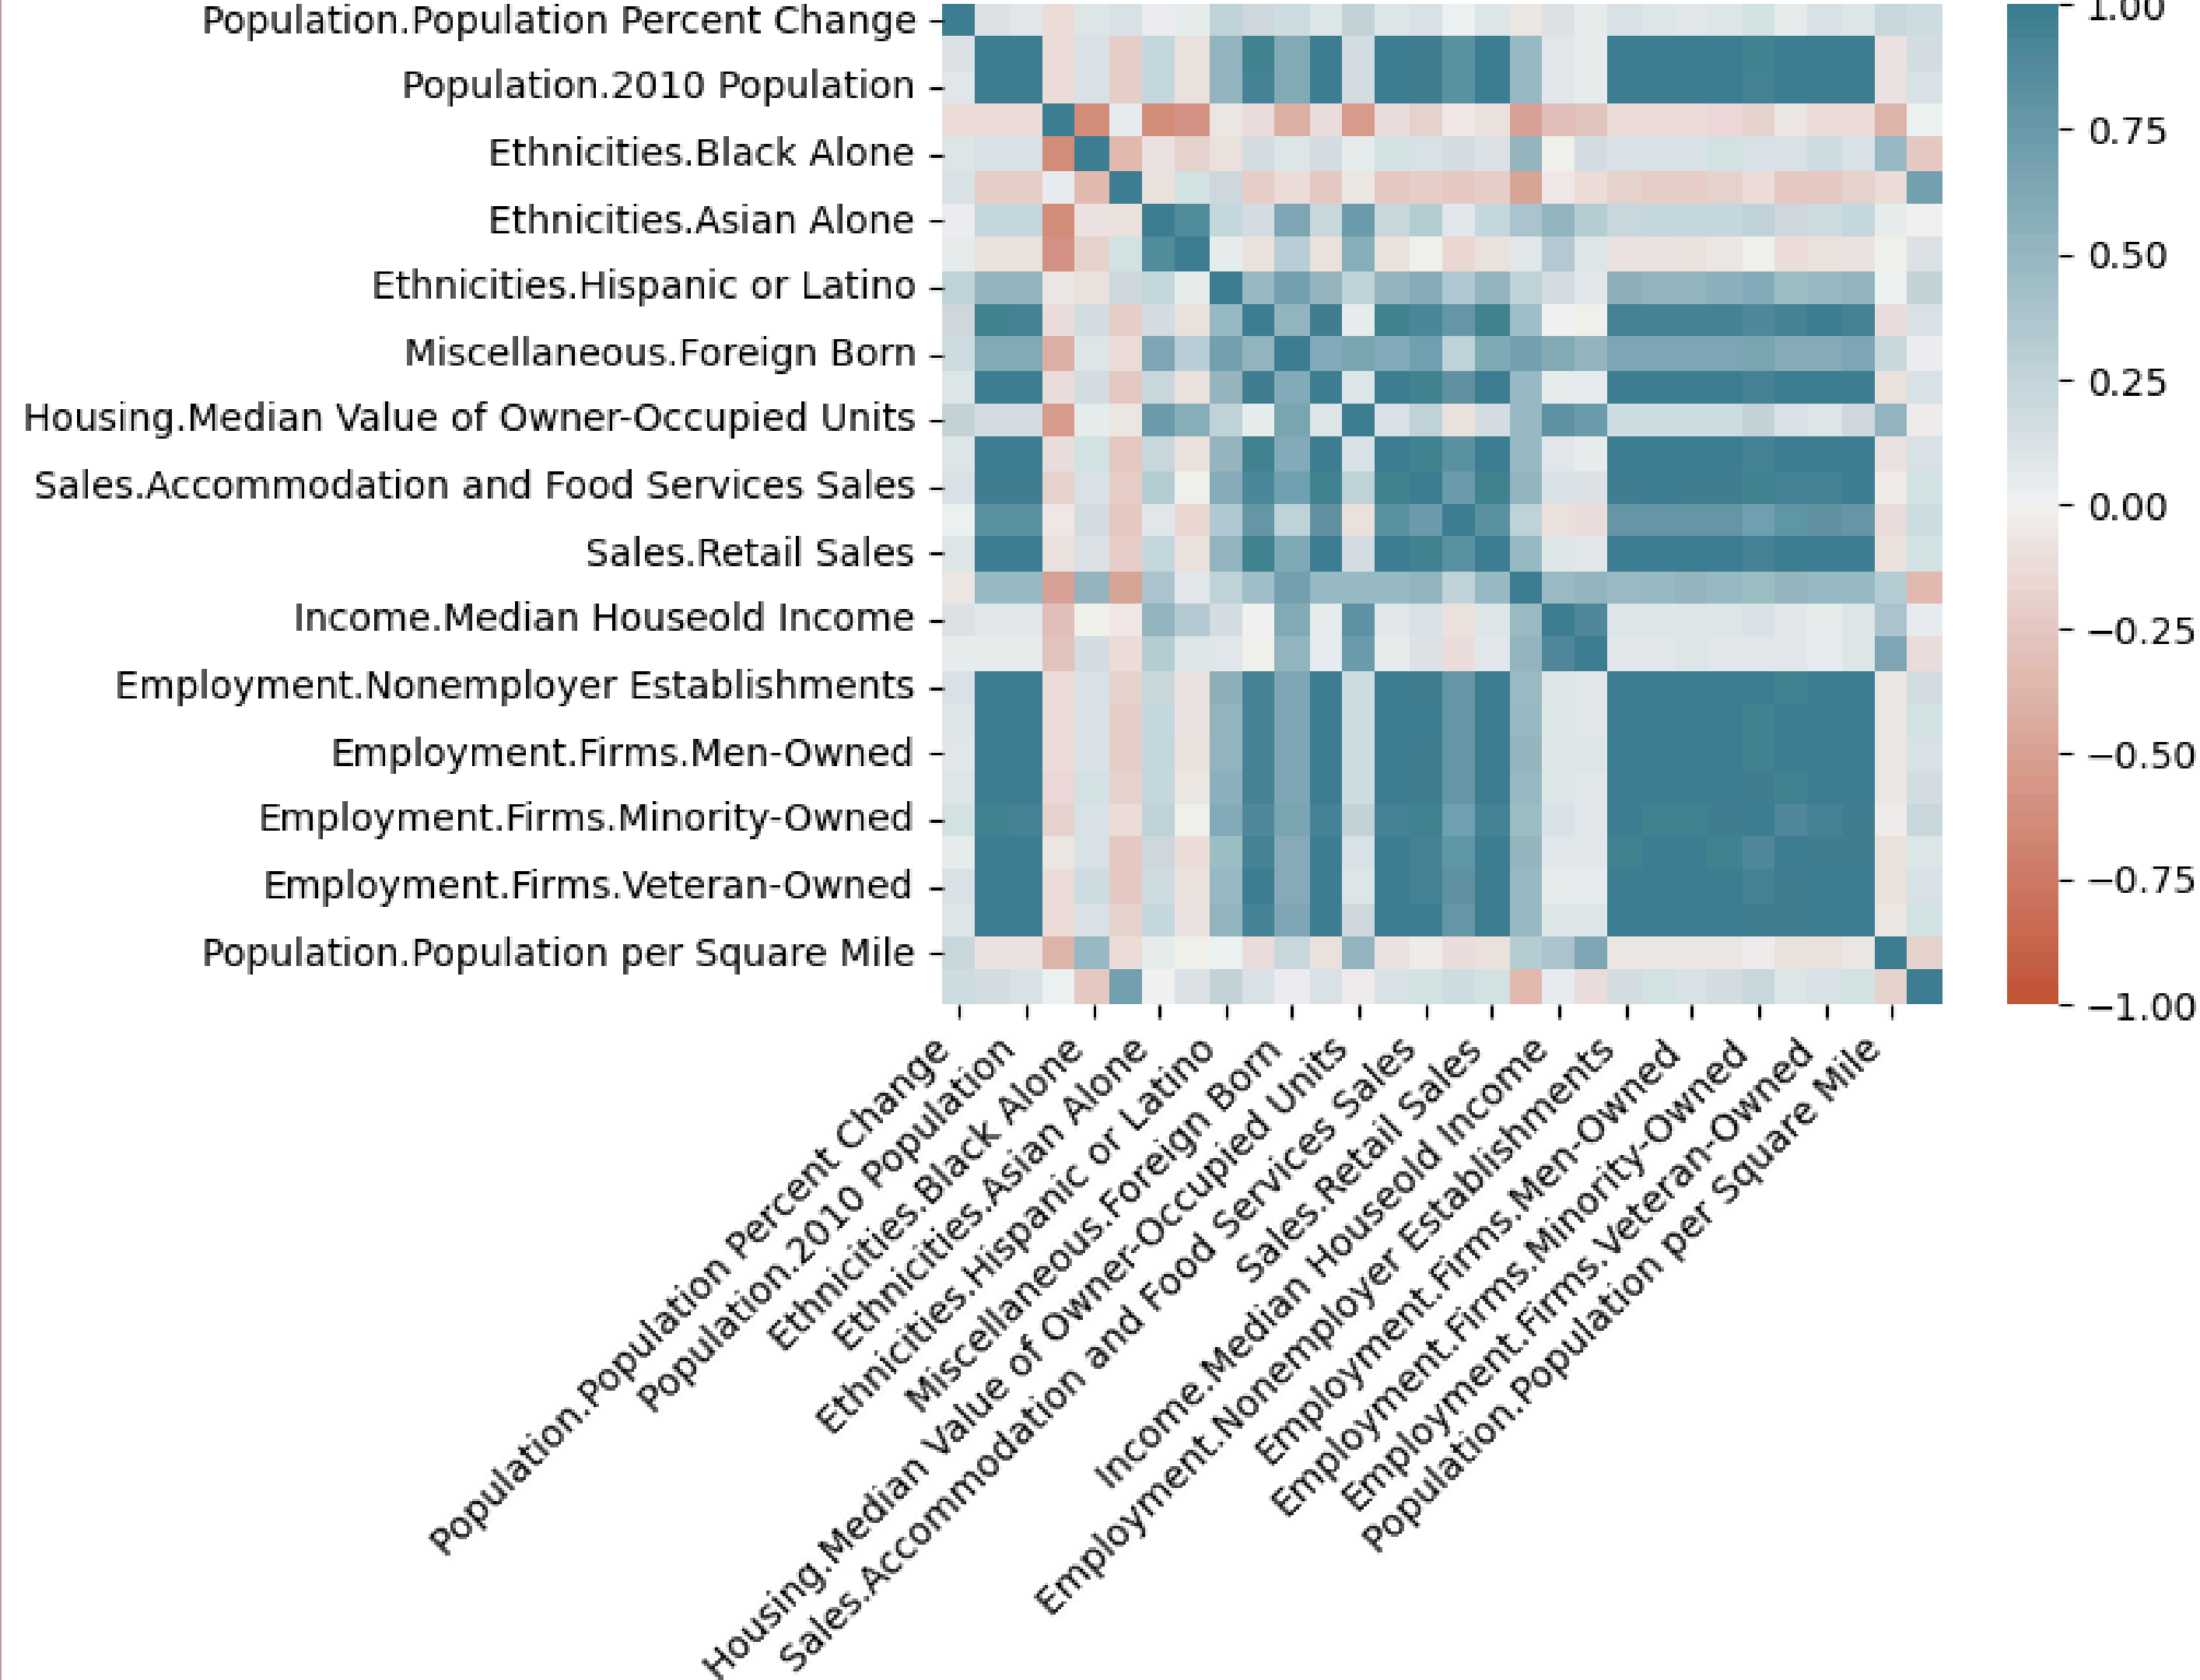 Population.Population Percent Change
Population.2010 Population
Ethnicities.Black Alone
Ethnicities.Asian Alone
Ethnicities.Hispanic or Latino
Miscellaneous.Foreign Born
Housing.Median Value of Owner-Occupied Units
Sales.Accommodation and Food Services Sales
Sales.Retail Sales
Income.Median Houseold Income
Employment.Nonemployer Establishments
Employment.Firms.Men-Owned
Employment.Firms.Minority-Owned
Employment.Firms.Veteran-Owned
Population.Population per Square Mile
1.00
0.75
0.50
0.25
0.00
−0.25
−0.50
−0.75
−1.00
Population.Population Percent Change
Population.2010 Population
Ethnicities.Black Alone
Ethnicities.Asian Alone
Ethnicities.Hispanic or Latino
Miscellaneous.Foreign Born
Housing.Median Value of Owner-Occupied Units
Sales.Accommodation and Food Services Sales
Sales.Retail Sales
Income.Median Houseold Income
Employment.Nonemployer Establishments
Employment.Firms.Men-Owned
Employment.Firms.Minority-Owned
Employment.Firms.Veteran-Owned
Population.Population per Square Mile